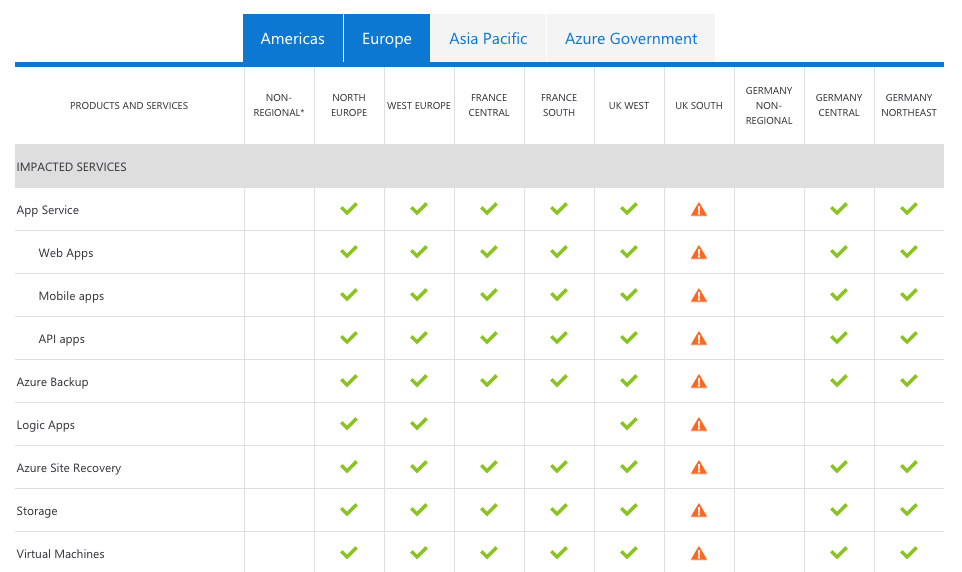 Americas Europe Asia Pacific Azure Government
PRODUCTS AND SERVICES
NON-
REGIONAL*
NORTH
EUROPE
WEST EUROPE
FRANCE
CENTRAL
FRANCE
SOUTH
UK WEST
UK SOUTH
GERMANY
NON-
REGIONAL
GERMANY
CENTRAL
GERMANY
NORTHEAST
IMPACTED SERVICES
App Service
Web Apps
Mobile apps
API apps
Azure Backup
Logic Apps
Azure Site Recovery
Storage
Virtual Machines